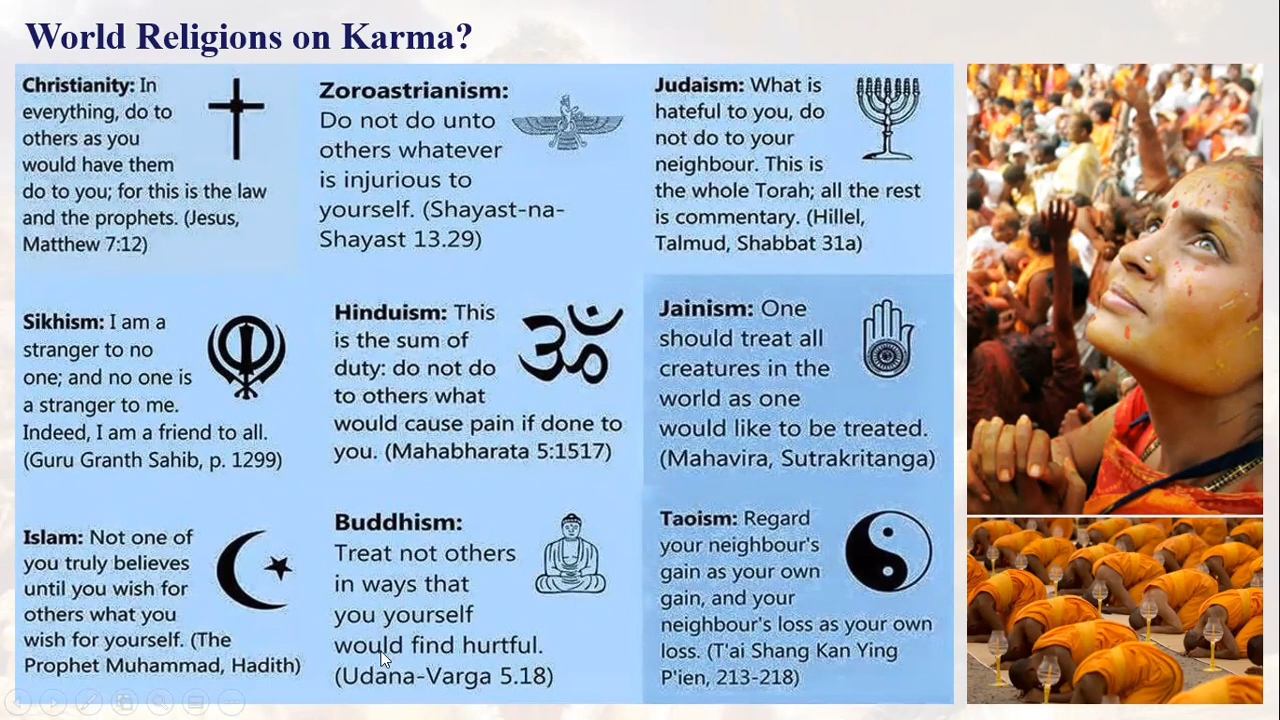 World Religions on Karma?
Christianity: In
everything, do to
others as you
would have them
do to you; for this is the law
and the prophets. (Jesus,
Matthew 7:12)
Zoroastrianism:
Do not do unto
others whatever
is injurious to
yourself. (Shayast-na-
Shayast 13.29)
Judaism: What is
hateful to you, do
not do to your
neighbour. This is
the whole Torah; all the rest
is commentary. (Hillel,
Talmud, Shabbat 31a)
Sikhism: I am a
stranger to no
one; and no one is
a stranger to me.
Indeed, I am a friend to all.
(Guru Granth Sahib, p. 1299)
Hinduism: This
is the sum of
duty: do not do
to others what
would cause pain if done to
you. (Mahabharata 5:1517)
Jainism: One
should treat all
creatures in the
world as one
would like to be treated.
(Mahavira, Sutrakritanga)
Islam: Not one of
you truly believes
until you wish for
others what you
wish for yourself. (The
Prophet Muhammad, Hadith)
Buddhism:
Treat not others
in ways that
you yourself
would find hurtful.
(Udana-Varga 5.18)
Taoism: Regard
your neighbour's
gain as your own
gain, and your
neighbour's loss as your own
loss. (T'ai Shang Kan Ying
P'ien, 213-218)